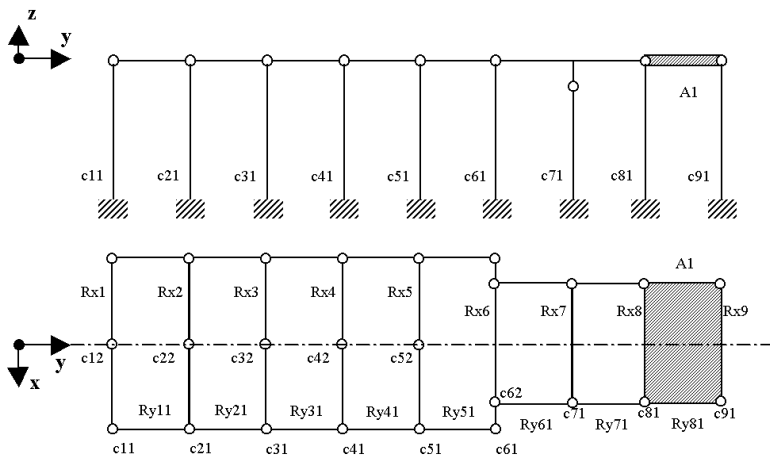 z
y
A1
c11 c21 c31 c41 c51 c61 c71 c81 c91
A1
Rx1 Rx2 Rx3 Rx4 Rx5 Rx6 Rx7 Rx8 Rx9
y
x
c12 c22 c32 c42 c52
c62
Ry11 Ry21 Ry31 Ry41 Ry51 Ry61 c71 Ry71 c81 Ry81 c91
c11 c21 c31 c41 c51 c61